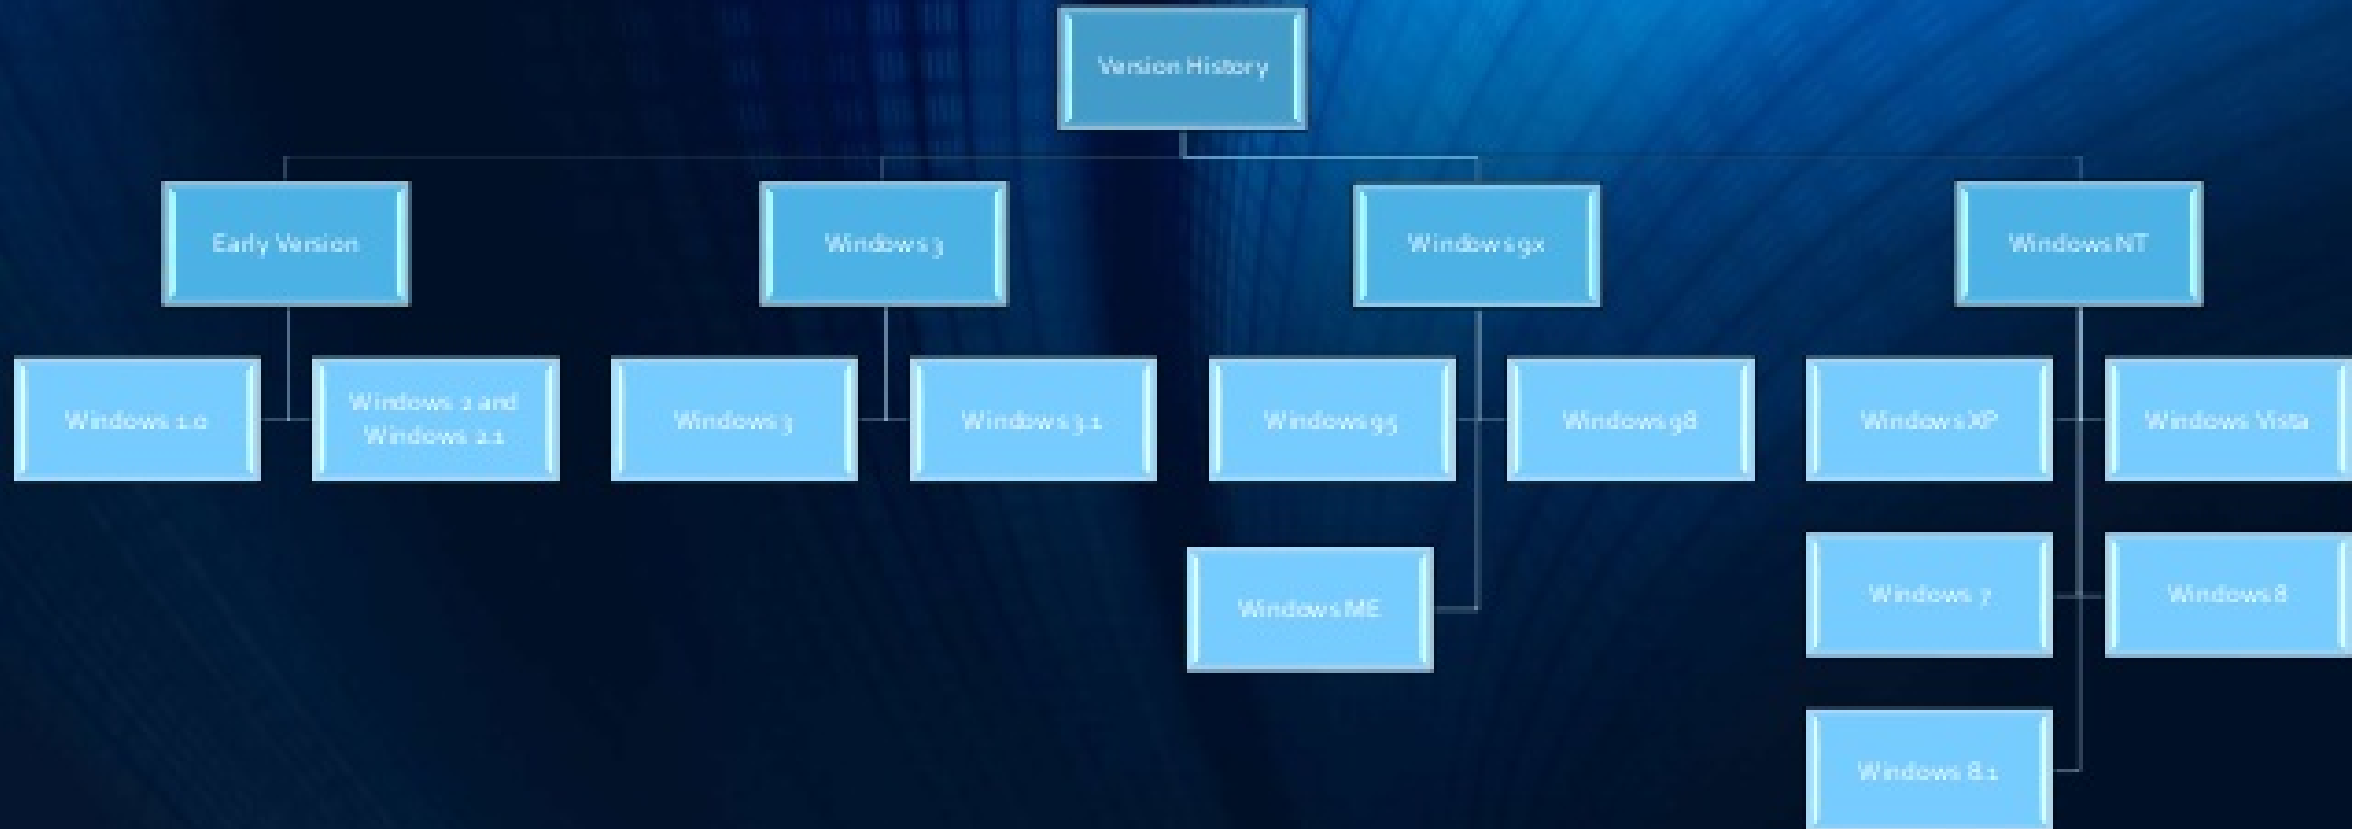 Version History
Early Version
Windows 3
Windows 9x
Windows NT
Windows 1.0
Windows 2 and
Windows 2.1
Windows 3
Windows 3.1
Windows 95
Windows 98
Windows XP
Windows Vista
Windows ME
Windows 7
Windows 8
Windows 8.1